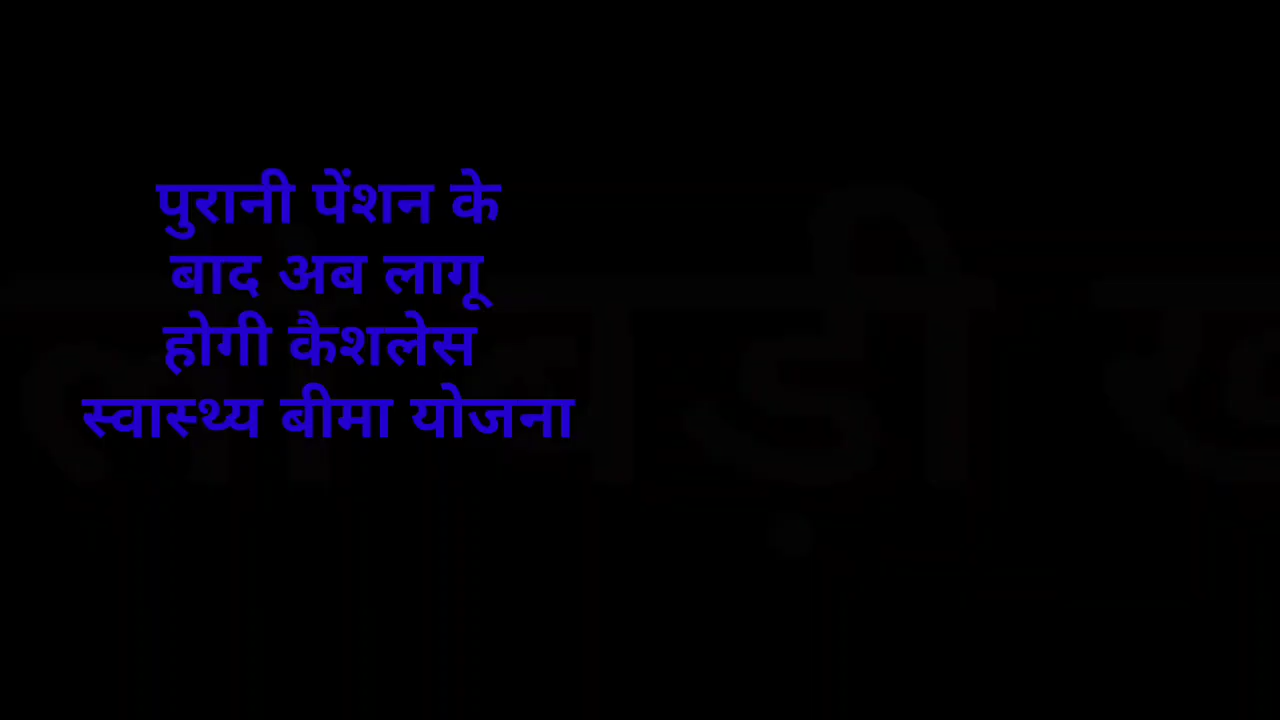 पुरानी पेंशन के
बाद अब लागू
होगी कैशलेस
स्वास्थ्य बीमा योजना